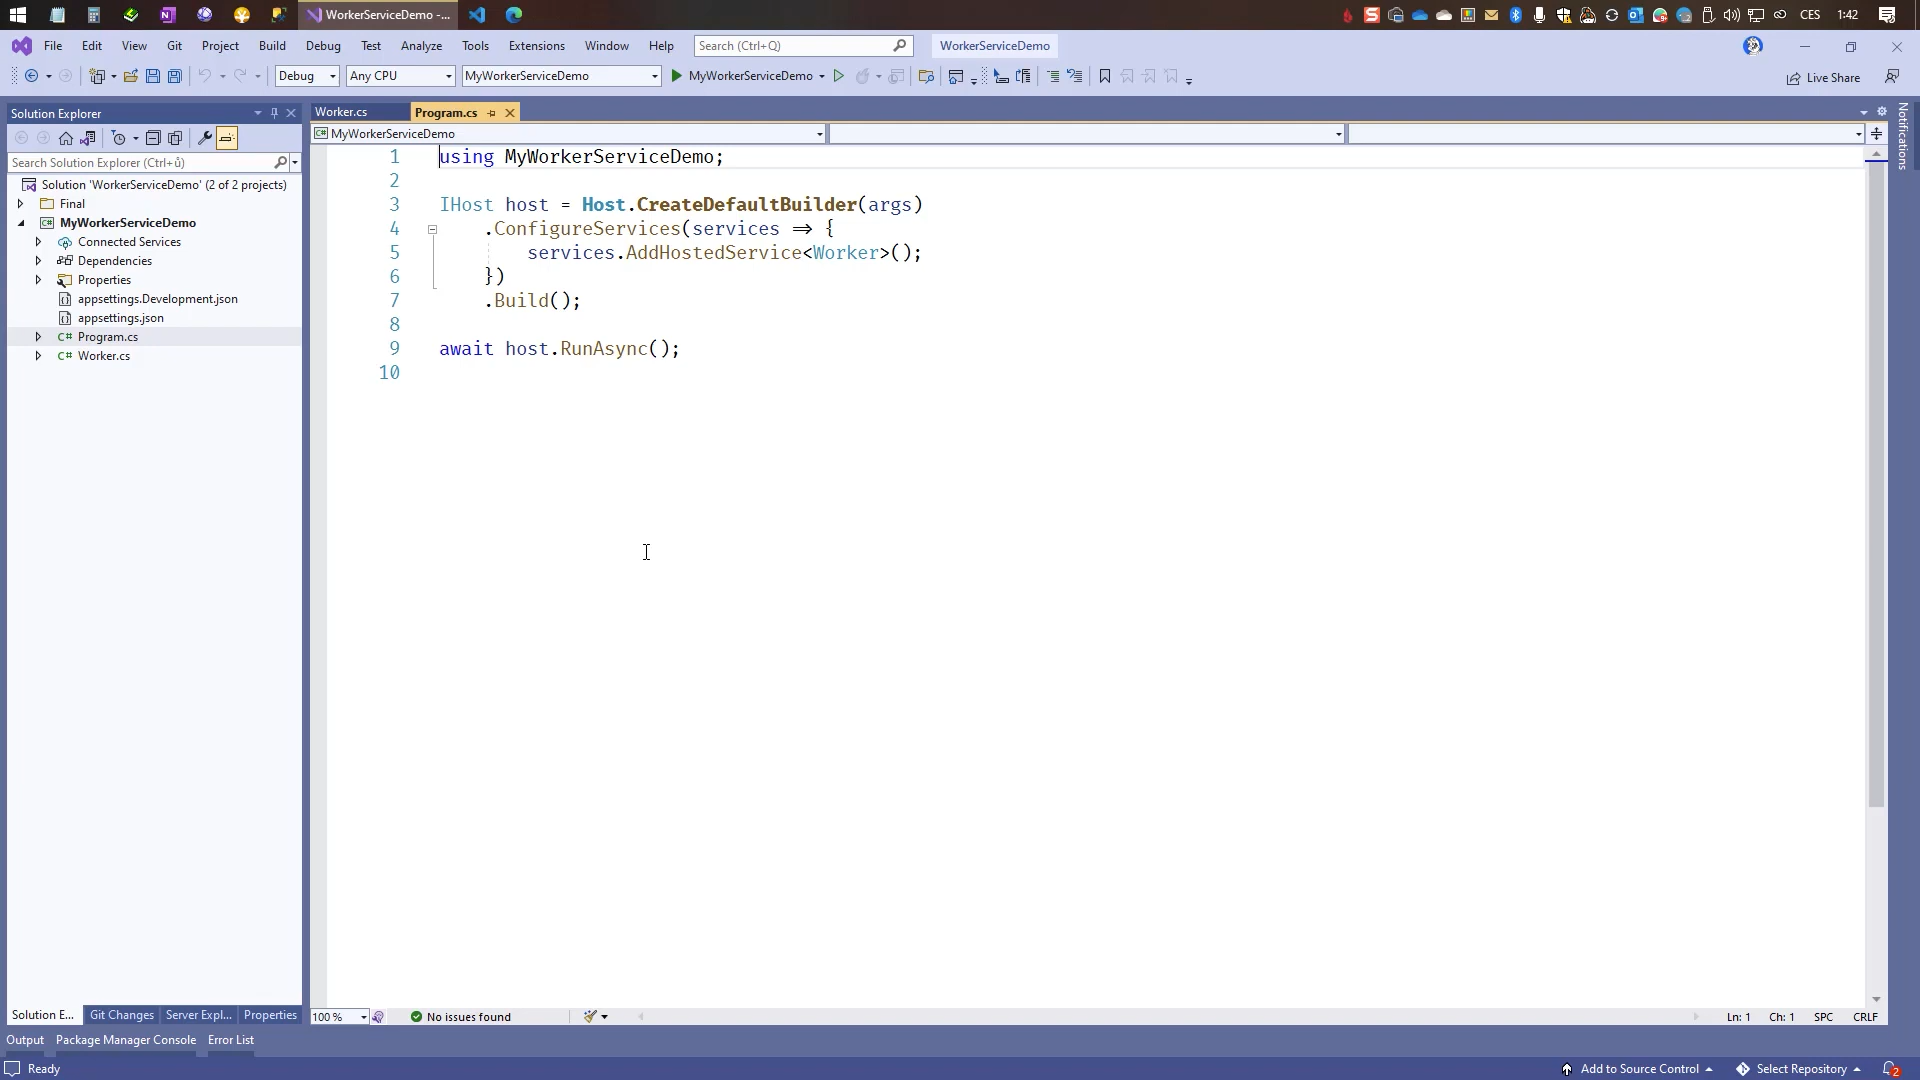 WorkerServiceDemo -...
CES
1:42
File Edit View Git Project Build Debug Test Analyze Tools Extensions Window Help Search (Ctrl+Q) WorkerServiceDemo
Debug Any CPU MyWorkerServiceDemo MyWorkerServiceDemo Live Share
Solution Explorer
Search Solution Explorer (Ctrl+ů)
Solution 'WorkerServiceDemo' (2 of 2 projects)
Final
MyWorkerServiceDemo
Connected Services
Dependencies
Properties
appsettings.Development.json
appsettings.json
C# Program.cs
C# Worker.cs
Worker.cs Program.cs
C# MyWorkerServiceDemo
1 using MyWorkerServiceDemo;
2
3 IHost host = Host.CreateDefaultBuilder(args)
4 .ConfigureServices(services => {
5 services.AddHostedService<Worker>();
6 })
7 .Build();
8
9 await host.RunAsync();
10
Notifications
Solution E... Git Changes Server Expl... Properties
100 % No issues found Ln: 1 Ch: 1 SPC CRLF
Output Package Manager Console Error List
Ready Add to Source Control Select Repository 2